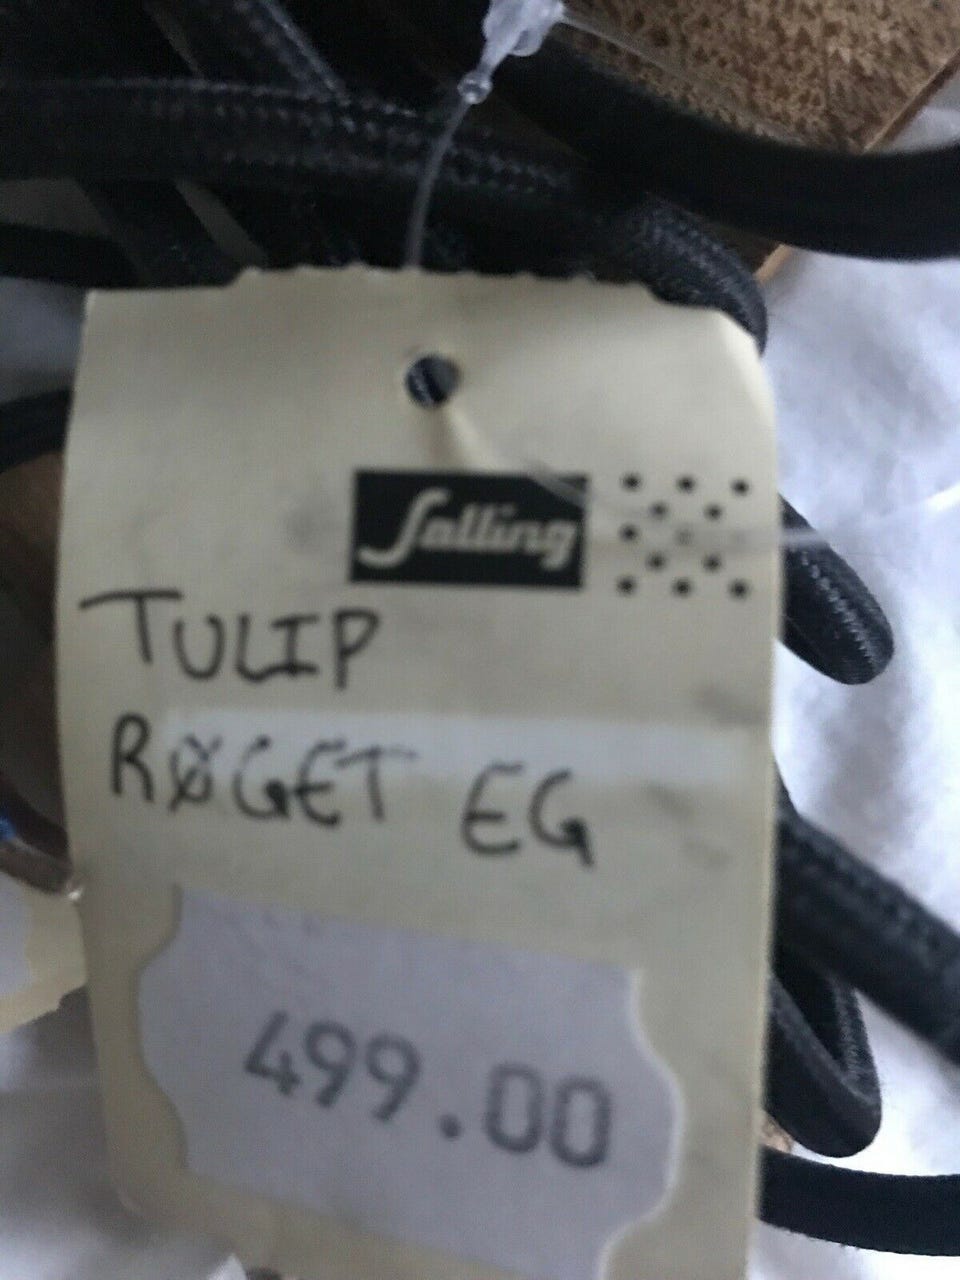 Salling
TULIP
RØGET EG
499.00